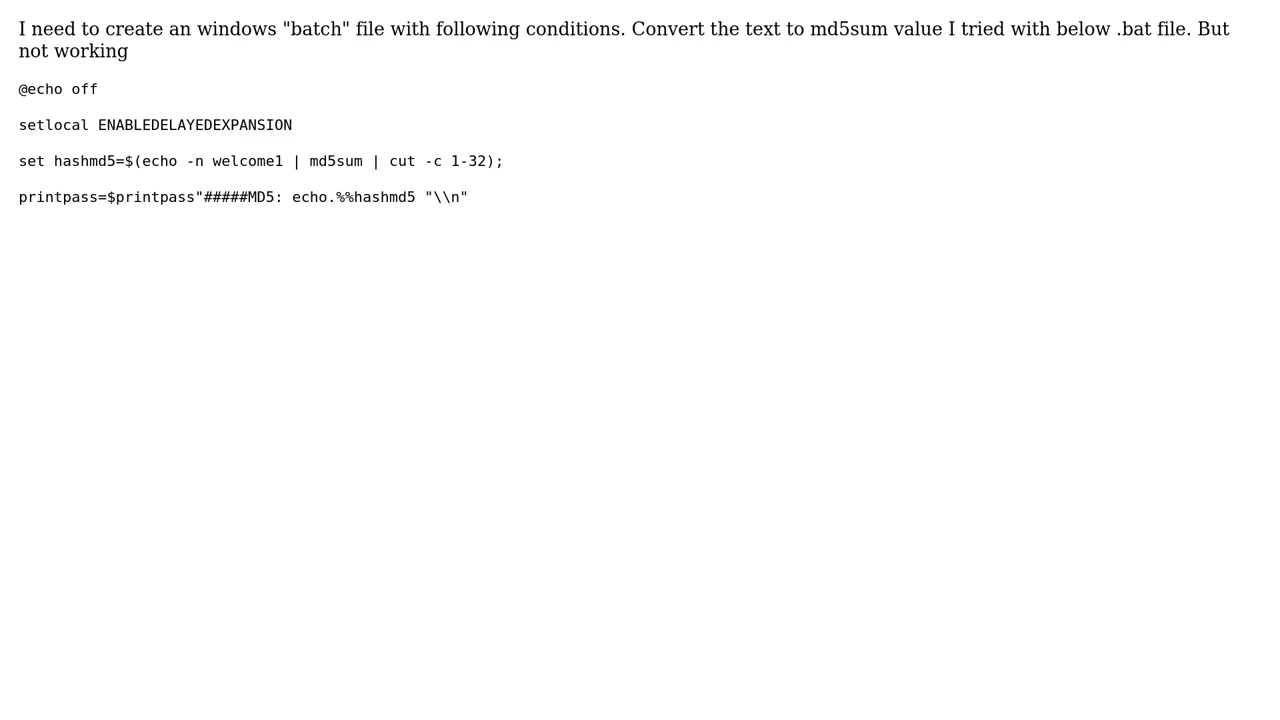 I need to create an windows "batch" file with following conditions. Convert the text to md5sum value I tried with below .bat file. But
not working
@echo off
setlocal ENABLEDELAYEDEXPANSION
set hashmd5=$(echo -n welcome1 | md5sum | cut -c 1-32);
printpass=$printpass"#####MD5: echo.%%hashmd5 "\\n"